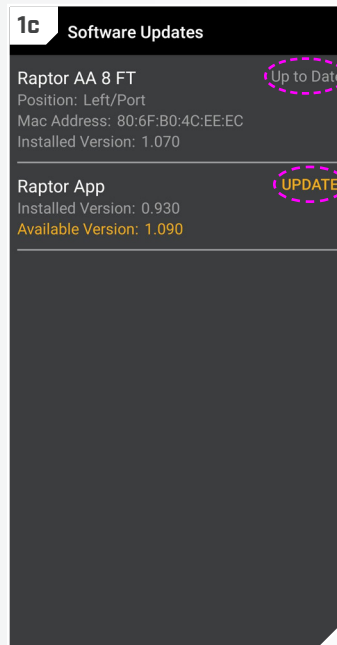 1c
Software Updates
Raptor AA 8 FT
Up to Date
Position: Left/Port
Mac Address: 80:6F:B0:4C:EE:EC
Installed Version: 1.070
Raptor App
UPDATE
Installed Version: 0.930
Available Version: 1.090